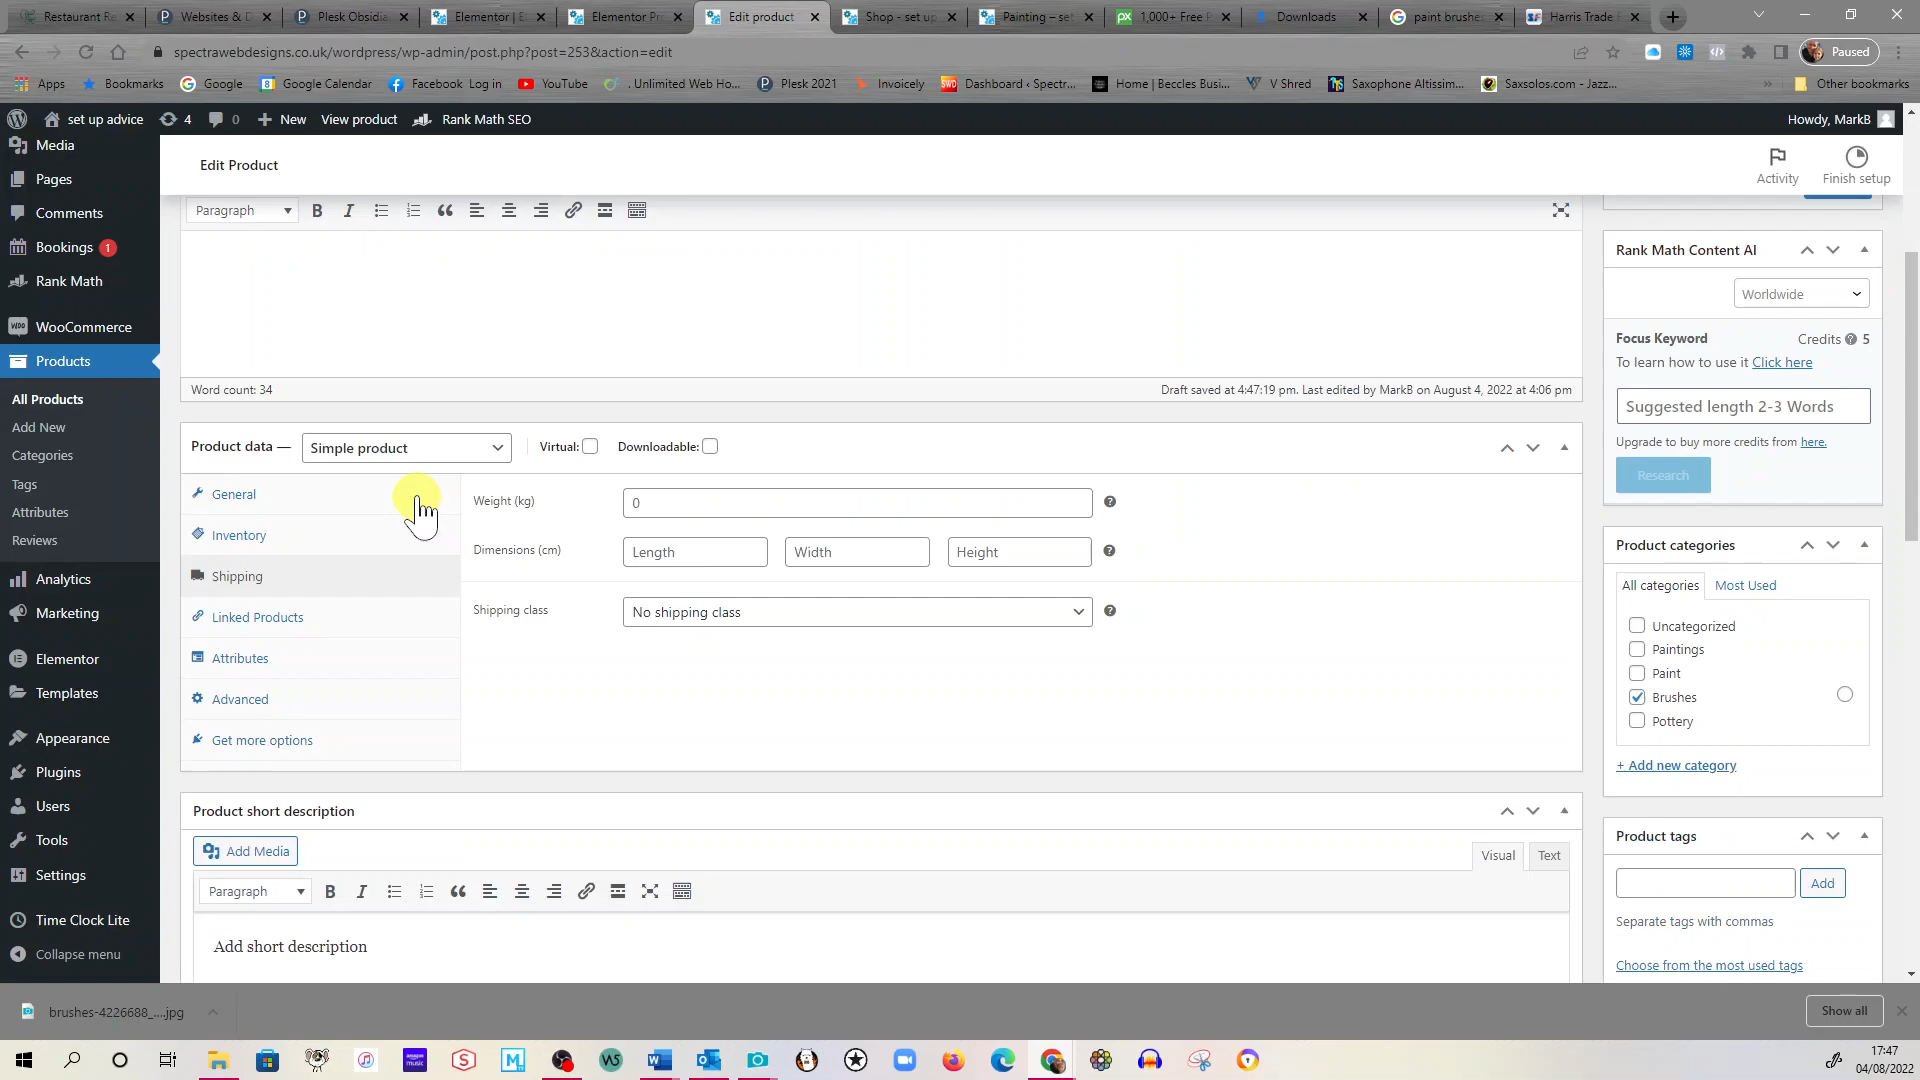 Restaurant Re
Websites & D
Plesk Obsidia
Elementor | E
Elementor Pr
Edit product
Shop - set up
Painting – set
1,000+ Free P
Downloads
paint brushes
Harris Trade E
spectrawebdesigns.co.uk/wordpress/wp-admin/post.php?post=253&action=edit
Paused
Apps
Bookmarks
Google
Google Calendar
Facebook Log in
YouTube
. Unlimited Web Ho...
Plesk 2021
Invoicely
Dashboard ‹ Spectr...
Home | Beccles Busi...
V Shred
Saxophone Altissim...
Saxsolos.com - Jazz...
»
Other bookmarks
set up advice
4
0
New
View product
Rank Math SEO
Howdy, MarkB
Media
Pages
Comments
Bookings 1
Rank Math
WooCommerce
Products
All Products
Add New
Categories
Tags
Attributes
Reviews
Analytics
Marketing
Elementor
Templates
Appearance
Plugins
Users
Tools
Settings
Time Clock Lite
Collapse menu
Edit Product
Activity
Finish setup
Paragraph
Word count: 34
Draft saved at 4:47:19 pm. Last edited by MarkB on August 4, 2022 at 4:06 pm
Product data —
Simple product
Virtual:
Downloadable:
General
Inventory
Shipping
Linked Products
Attributes
Advanced
Get more options
Weight (kg)
0
Dimensions (cm)
Length
Width
Height
Shipping class
No shipping class
Product short description
Add Media
Visual
Text
Paragraph
Add short description
Rank Math Content AI
Worldwide
Focus Keyword
Credits 5
To learn how to use it Click here
Suggested length 2-3 Words
Upgrade to buy more credits from here.
Research
Product categories
All categories
Most Used
Uncategorized
Paintings
Paint
Brushes
Pottery
+ Add new category
Product tags
Add
Separate tags with commas
Choose from the most used tags
brushes-4226688_....jpg
Show all
17:47
04/08/2022